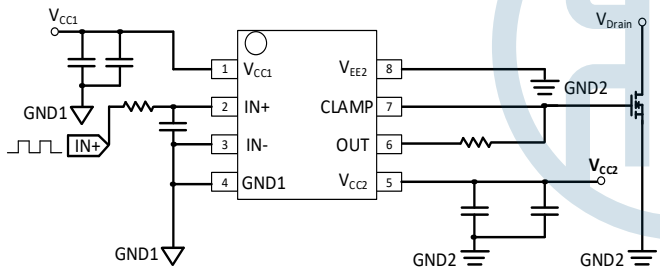 VCC1
VDrain
1 VCC1 VEE2 8
GND1
GND2
2 IN+ CLAMP 7
IN+
3 IN- OUT 6
4 GND1 VCC2 5
VCC2
GND1
GND2
GND2